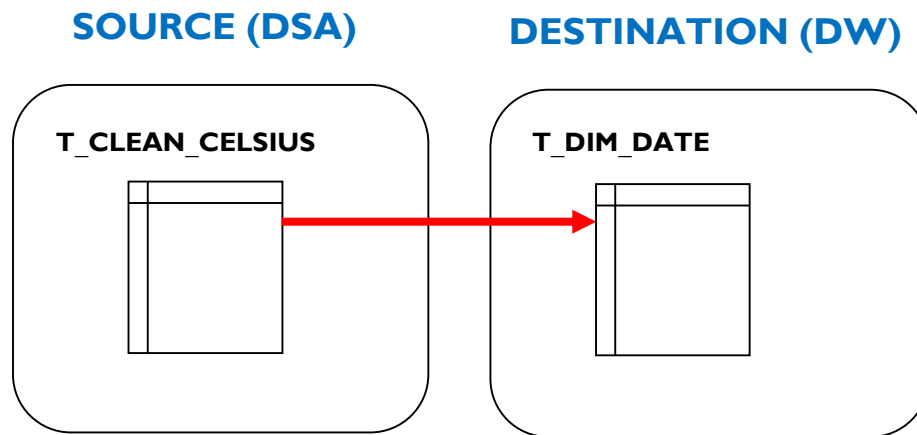 SOURCE (DSA)
DESTINATION (DW)
T_CLEAN_CELSIUS
T_DIM_DATE